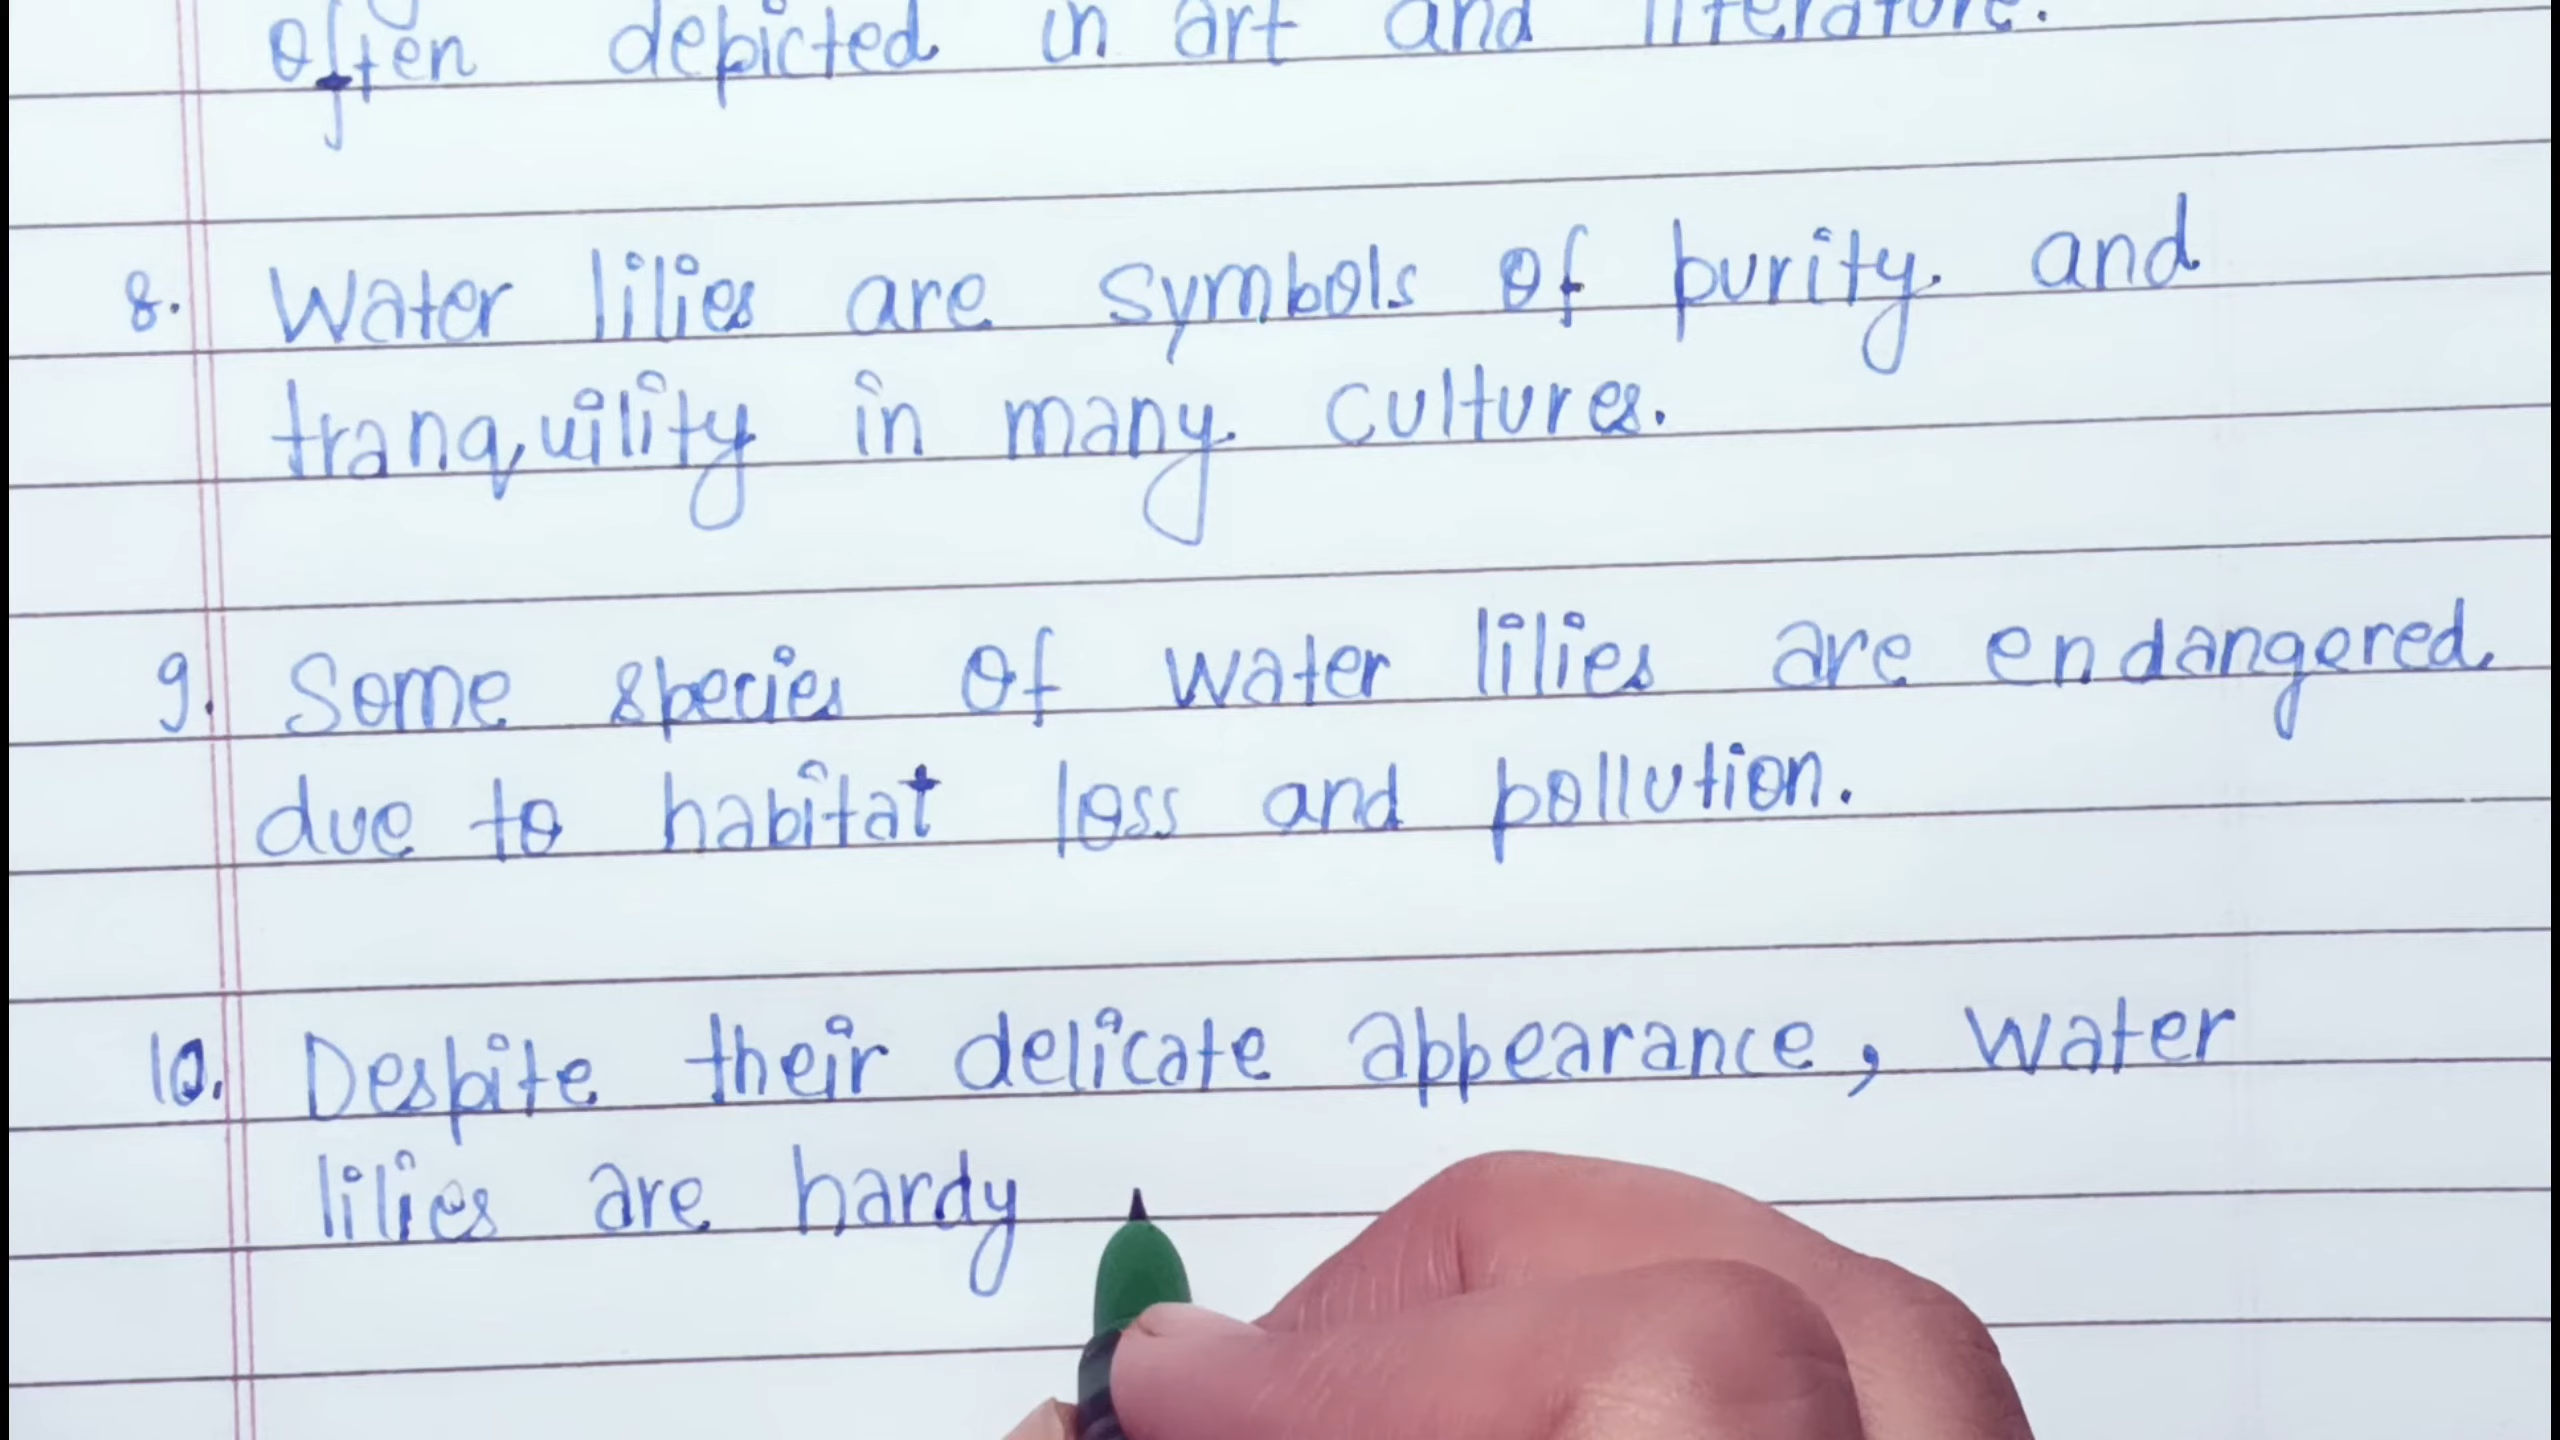 often depicted in art and literature.
8. Water lilies are symbols of purity and
tranquility in many cultures.
9. Some species of water lilies are endangered
due to habitat loss and pollution.
10. Despite their delicate appearance, water
lilies are hardy